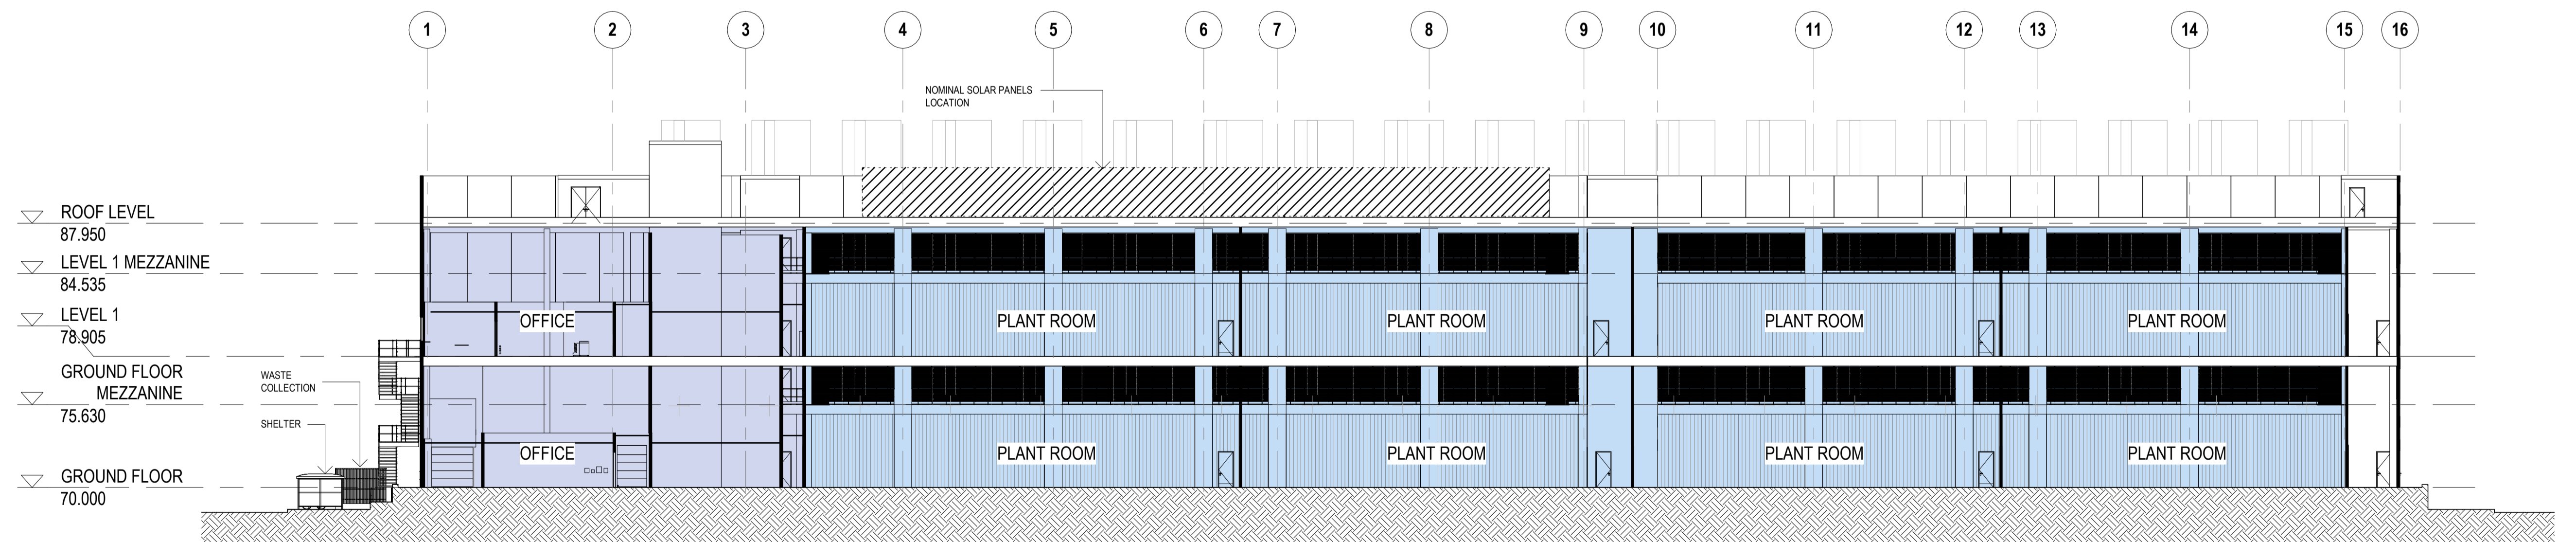 1 2 3 4 5 6 7 8 9 10 11 12 13 14 15 16
NOMINAL SOLAR PANELS
LOCATION
ROOF LEVEL
87.950
LEVEL 1 MEZZANINE
84.535
LEVEL 1
78.905
OFFICE PLANT ROOM PLANT ROOM PLANT ROOM PLANT ROOM
GROUND FLOOR
MEZZANINE
75.630
WASTE
COLLECTION
SHELTER
OFFICE PLANT ROOM PLANT ROOM PLANT ROOM PLANT ROOM
GROUND FLOOR
70.000